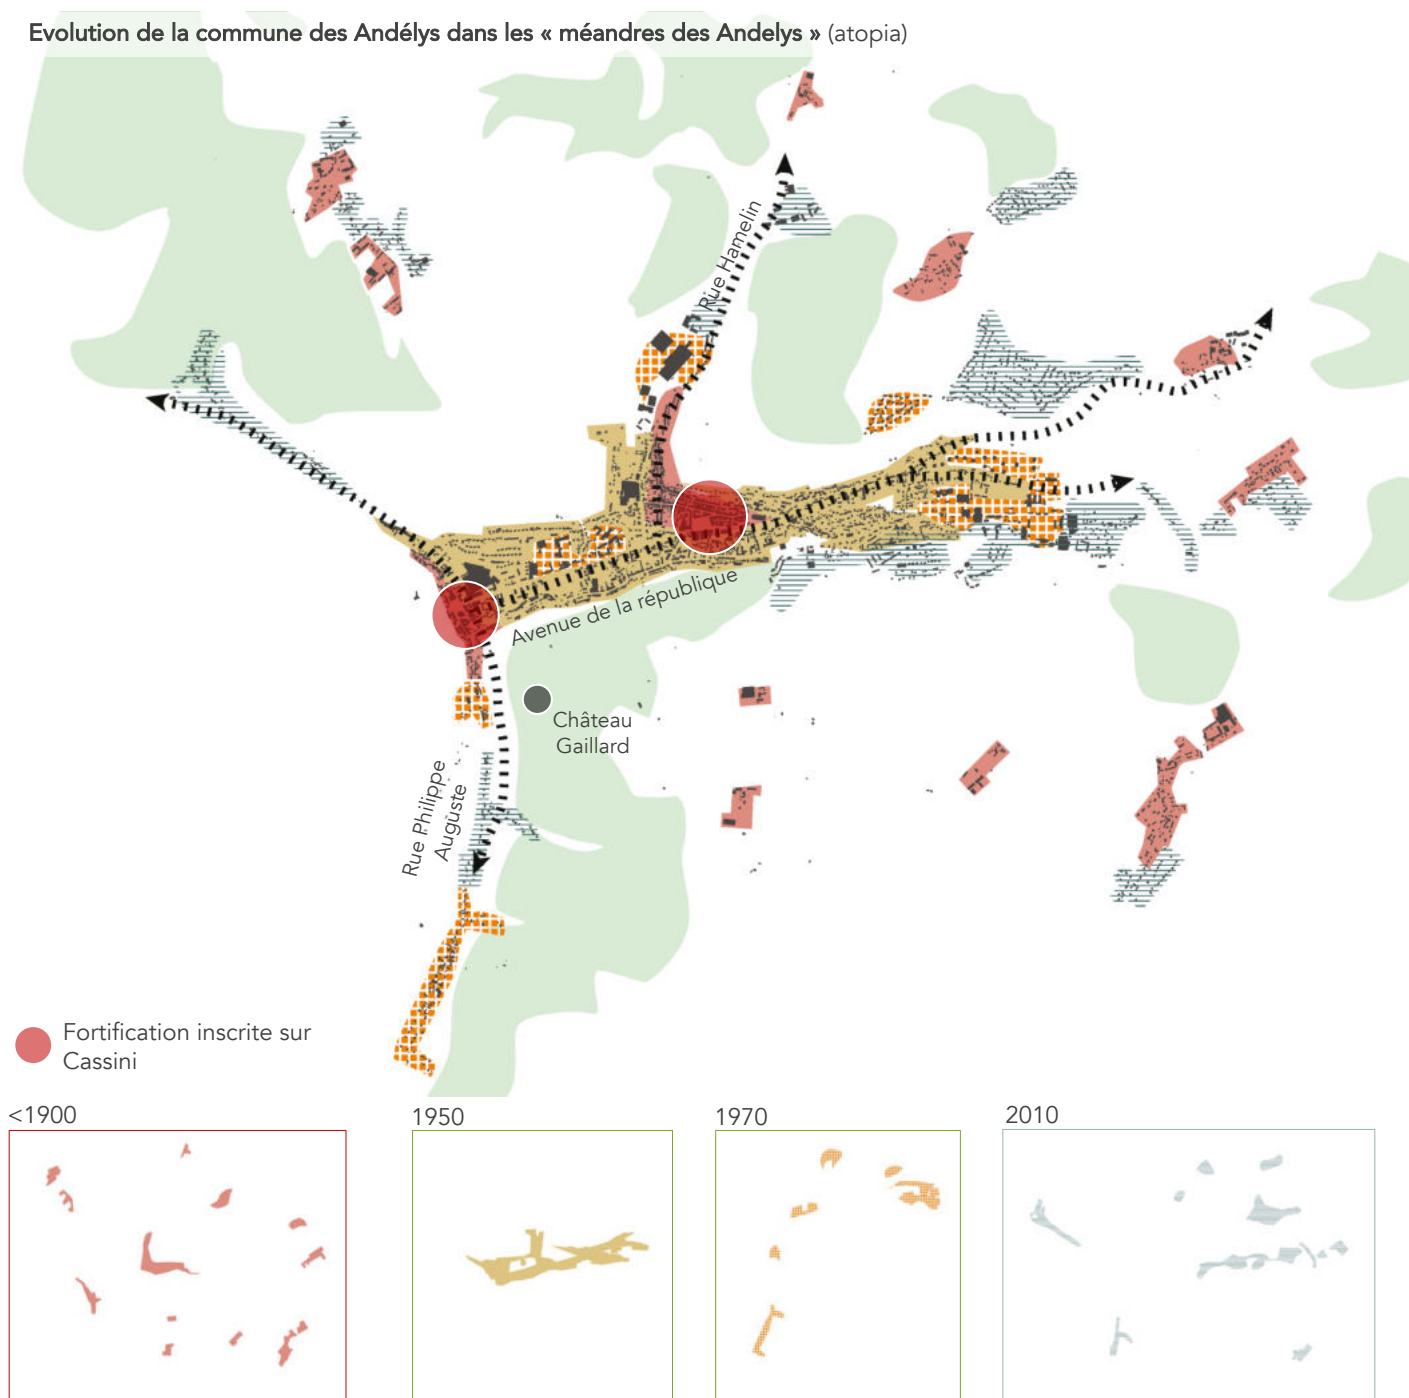 Evolution de la commune des Andélys dans les « méandres des Andelys » (atopia)
Rue Hamelin
Avenue de la république
Château
Gaillard
Rue Philippe
Auguste
Fortification inscrite sur
Cassini
<1900
1950
1970
2010